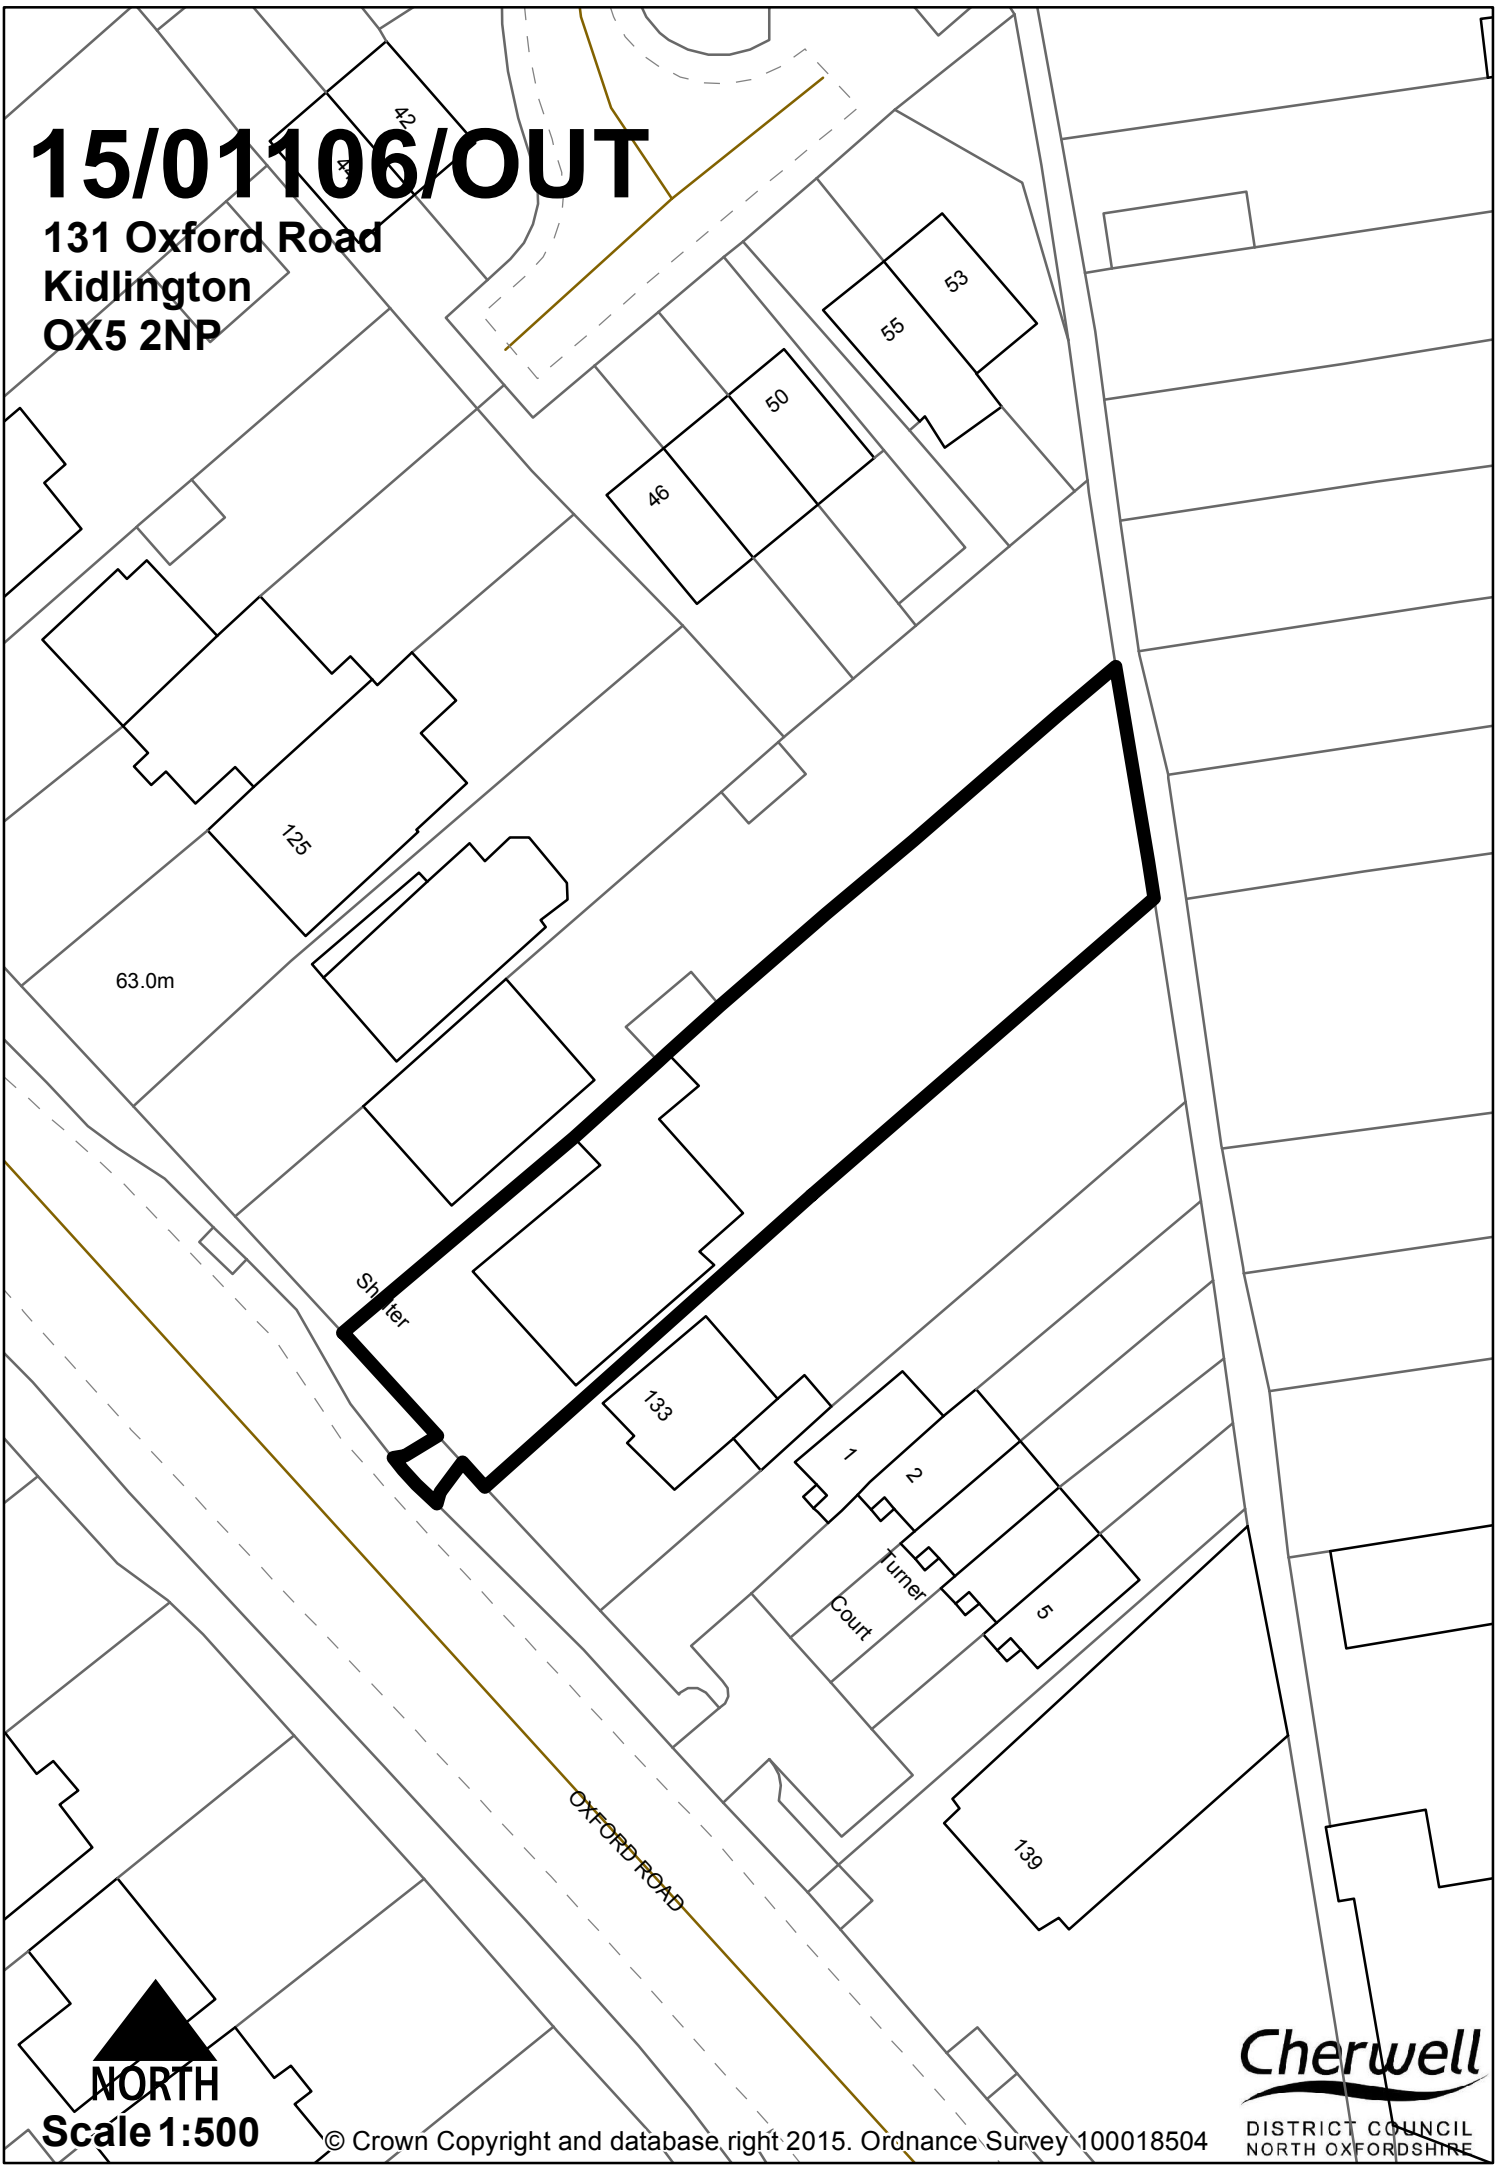 15/01106/OUT
131 Oxford Road
Kidlington
OX5 2NP
42
44
53
55
50
46
125
63.0m
Shelter
133
1
2
Turner
Court
5
OXFORD ROAD
139
NORTH
Scale 1:500
© Crown Copyright and database right 2015. Ordnance Survey 100018504
Cherwell
DISTRICT COUNCIL
NORTH OXFORDSHIRE